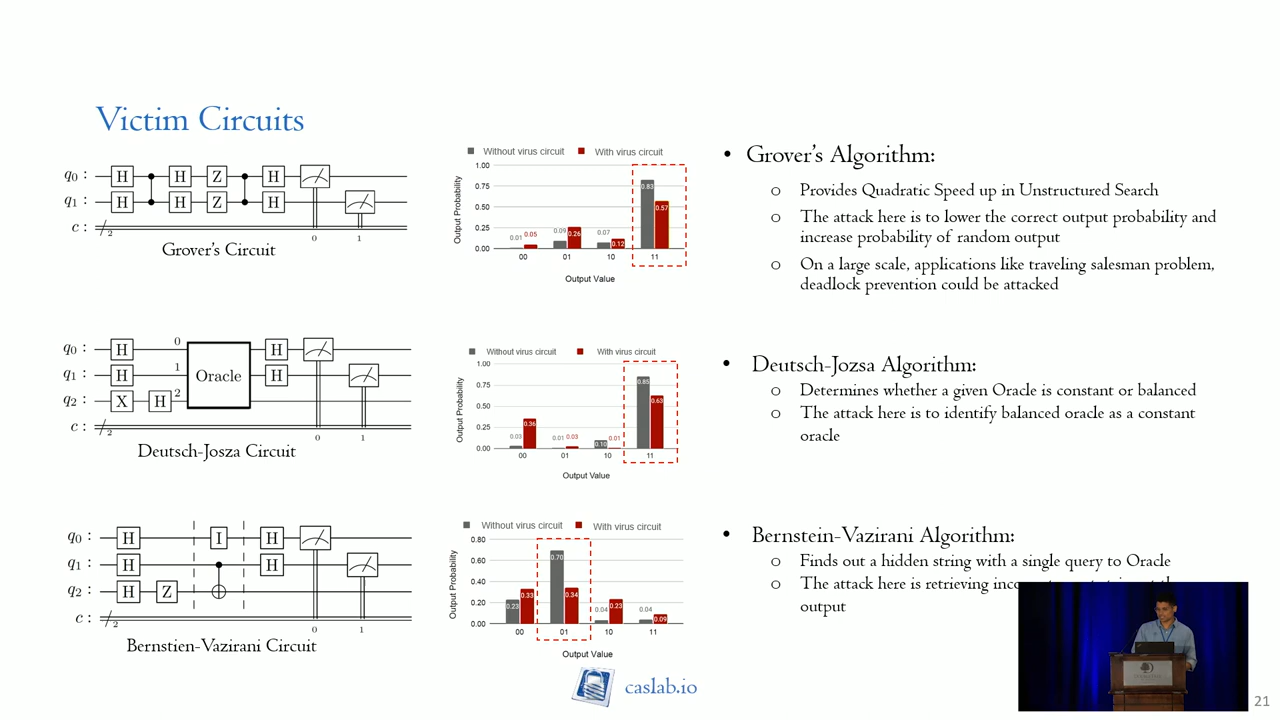 Victim Circuits
q0 : H H Z H
q1 : H H Z H
c : 2 0 1
Grover's Circuit
Without virus circuit With virus circuit
Output Probability
1.00
0.75
0.50
0.25
0.00
0.01 0.05 0.09 0.26 0.07 0.12 0.83 0.57
00 01 10 11
Output Value
• Grover's Algorithm:
o Provides Quadratic Speed up in Unstructured Search
o The attack here is to lower the correct output probability and
increase probability of random output
o On a large scale, applications like traveling salesman problem,
deadlock prevention could be attacked
q0 : H 0 H
q1 : H 1 Oracle H
q2 : X H 2
c : 2 0 1
Deutsch-Josza Circuit
Without virus circuit With virus circuit
Output Probability
1.00
0.75
0.50
0.25
0.00
0.03 0.36 0.01 0.03 0.10 0.01 0.85 0.63
00 01 10 11
Output Value
• Deutsch-Jozsa Algorithm:
o Determines whether a given Oracle is constant or balanced
o The attack here is to identify balanced oracle as a constant
oracle
q0 : H I H
q1 : H H
q2 : H Z
c : 2 0 1
Bernstien-Vazirani Circuit
Without virus circuit With virus circuit
Output Probability
0.80
0.60
0.40
0.20
0.00
0.23 0.33 0.70 0.34 0.04 0.23 0.04 0.09
00 01 10 11
Output Value
• Bernstein-Vazirani Algorithm:
o Finds out a hidden string with a single query to Oracle
o The attack here is retrieving
output
caslab.io
21